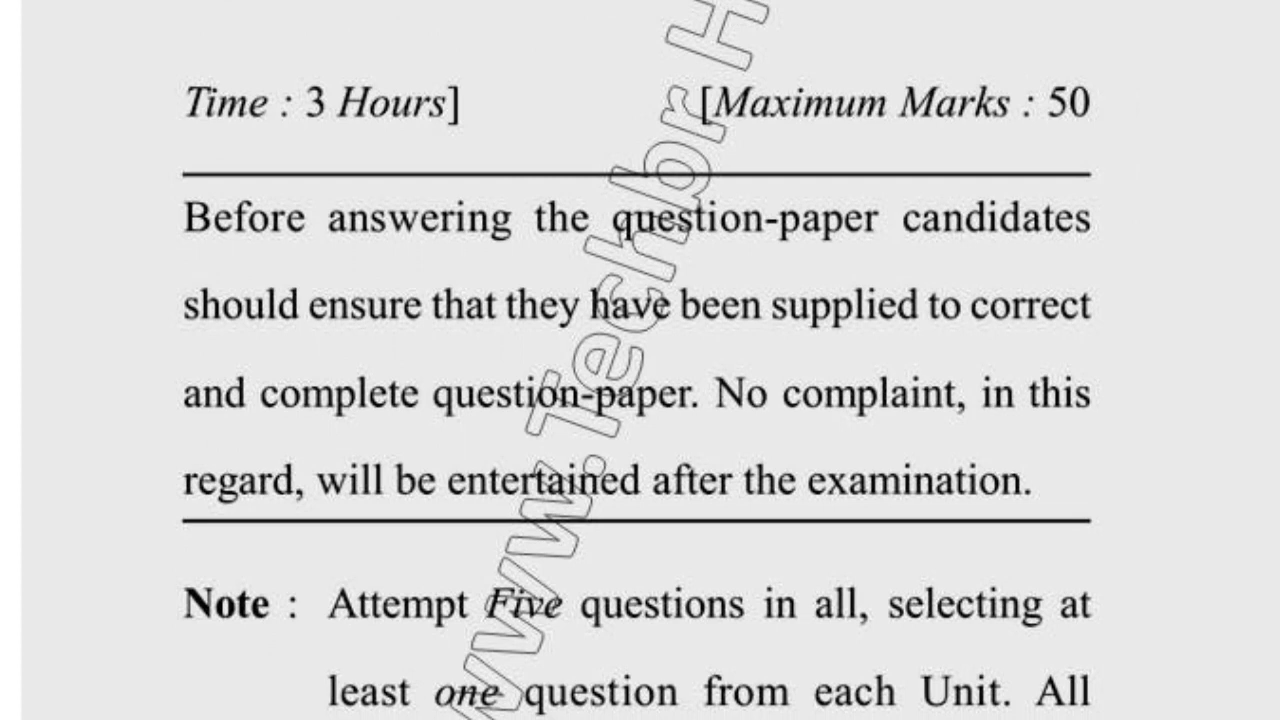 Time : 3 Hours] [Maximum Marks : 50
Before answering the question-paper candidates
should ensure that they have been supplied to correct
and complete question-paper. No complaint, in this
regard, will be entertained after the examination.
Note : Attempt Five questions in all, selecting at
least one question from each Unit. All
www.Techbr H